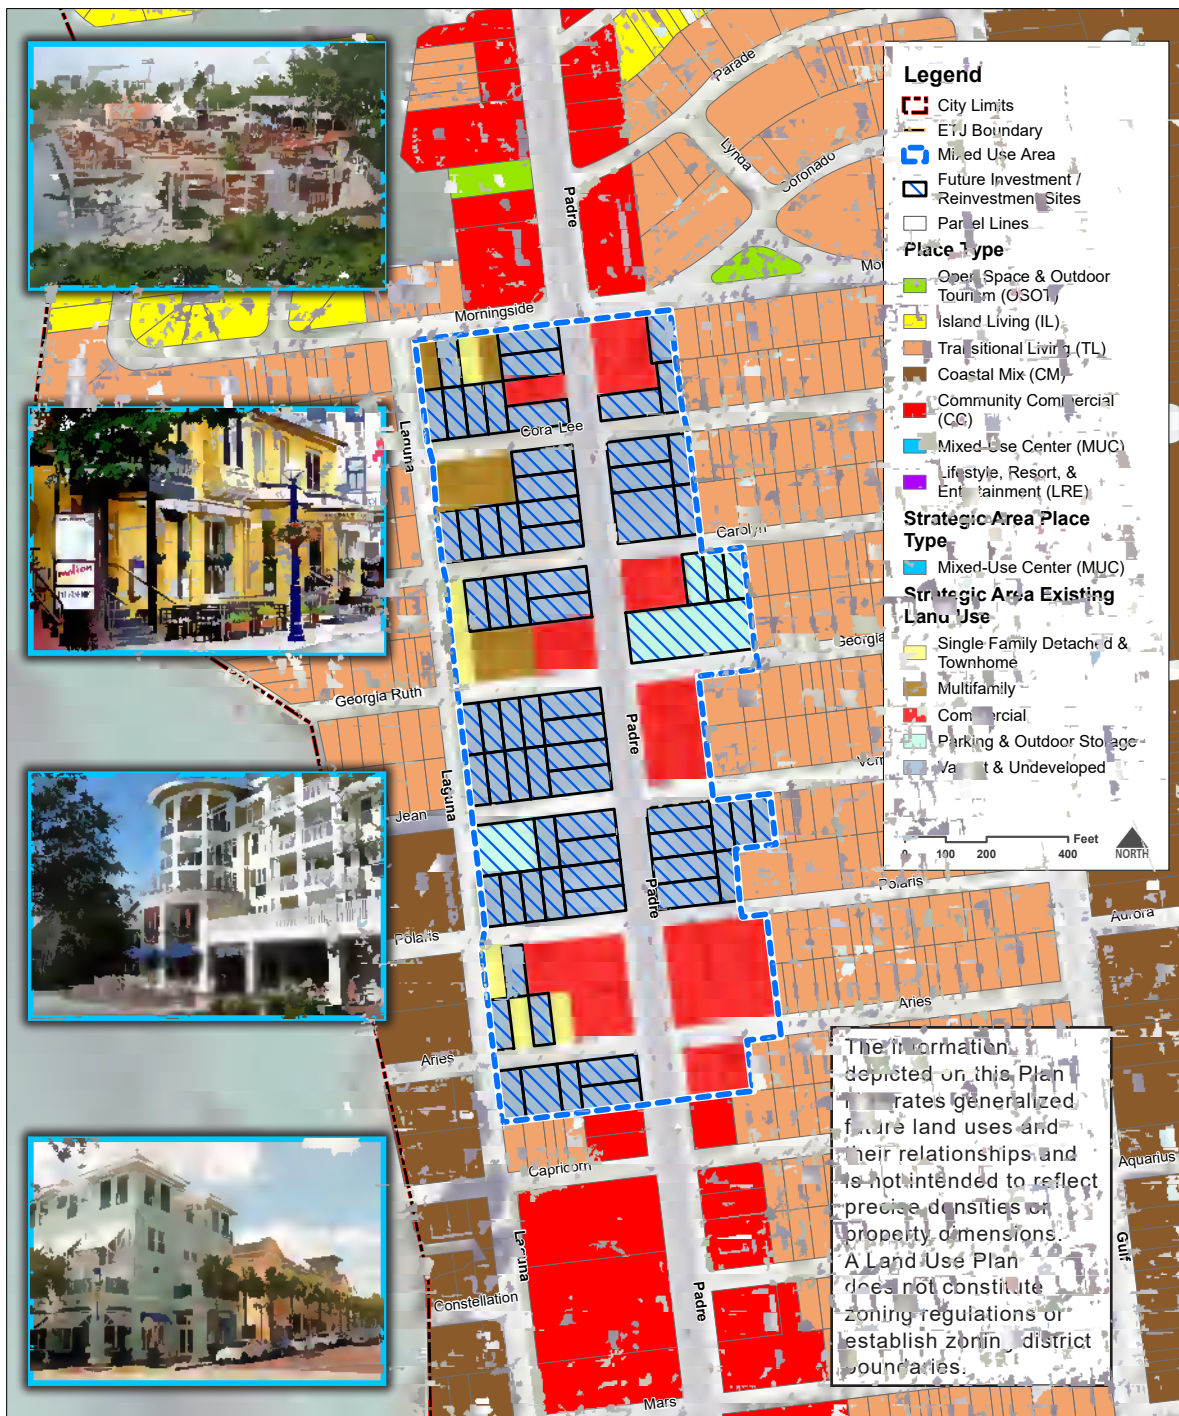 Parade
Lynda
Coronado
Padre
Morningside
Laguna
Cora Lee
Carolyn
Georgia
Georgia Ruth
Padre
Laguna
Jean
Padre
Polaris
Polaris
Aurora
Aries
Aries
Aquarius
Capricorn
Laguna
Gulf
Padre
Constellation
Mars
Legend
City Limits
ETJ Boundary
Mixed Use Area
Future Investment /
Reinvestment Sites
Parcel Lines
Place Type
Open Space & Outdoor
Tourism (OSOT)
Island Living (IL)
Transitional Living (TL)
Coastal Mix (CM)
Community Commercial
(CC)
Mixed-Use Center (MUC)
Lifestyle, Resort, &
Entertainment (LRE)
Strategic Area Place
Type
Mixed-Use Center (MUC)
Strategic Area Existing
Land Use
Single Family Detached &
Townhome
Multifamily
Commercial
Parking & Outdoor Storage
Vacant & Undeveloped
Feet
0 100 200 400
NORTH
The information
depicted on this Plan
illustrates generalized
future land uses and
their relationships and
is not intended to reflect
precise densities or
property dimensions.
A Land Use Plan
does not constitute
zoning regulations or
establish zoning district
boundaries.